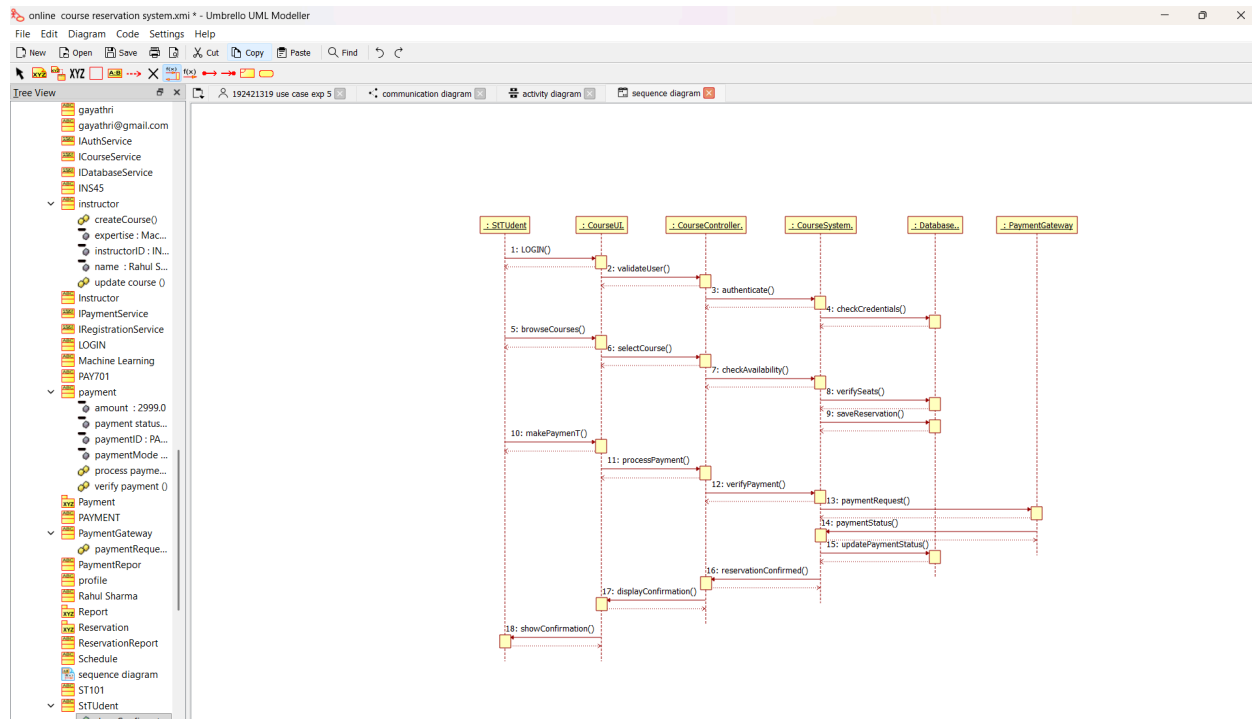 online course reservation system.xmi * - Umbrello UML Modeller
File Edit Diagram Code Settings Help
New Open Save Cut Copy Paste Find
XYZ XYZ A:B f(x) f(x)
Tree View
192421319 use case exp 5 communication diagram activity diagram sequence diagram
gayathri
gayathri@gmail.com
IAuthService
ICourseService
IDatabaseService
INS45
instructor
createCourse()
expertise : Mac...
instructorID : IN...
name : Rahul S...
update course ()
Instructor
IPaymentService
IRegistrationService
LOGIN
Machine Learning
PAY701
payment
amount : 2999.0
payment status...
paymentID : PA...
paymentMode ...
process payme...
verify payment ()
Payment
PAYMENT
PaymentGateway
paymentReque...
PaymentRepor
profile
Rahul Sharma
Report
Reservation
ReservationReport
Schedule
sequence diagram
ST101
StTUdent
: StTUdent : CourseUI. : CourseController. : CourseSystem. : Database.. : PaymentGateway
1: LOGIN()
2: validateUser()
3: authenticate()
4: checkCredentials()
5: browseCourses()
6: selectCourse()
7: checkAvailability()
8: verifySeats()
9: saveReservation()
10: makePaymenT()
11: processPayment()
12: verifyPayment()
13: paymentRequest()
14: paymentStatus()
15: updatePaymentStatus()
16: reservationConfirmed()
17: displayConfirmation()
18: showConfirmation()